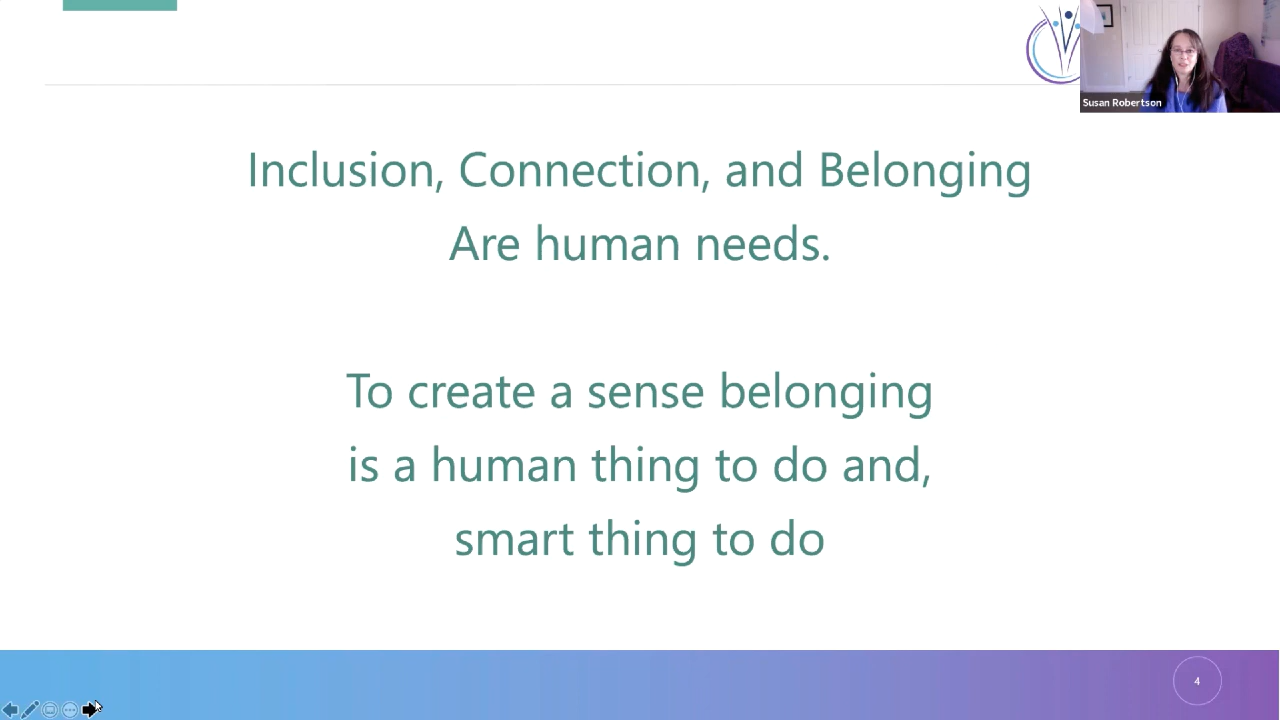 Susan Robertson
Inclusion, Connection, and Belonging
Are human needs.
To create a sense belonging
is a human thing to do and,
smart thing to do
4